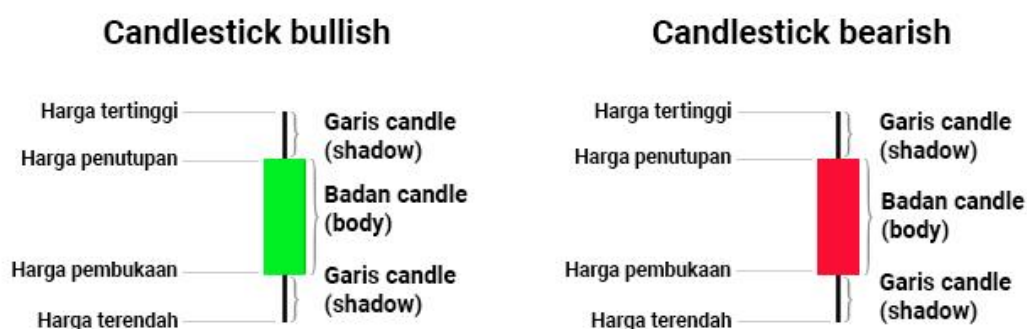 Candlestick bullish
Harga tertinggi
Garis candle
(shadow)
Harga penutupan
Badan candle
(body)
Harga pembukaan
Garis candle
(shadow)
Harga terendah
Candlestick bearish
Harga tertinggi
Garis candle
(shadow)
Harga penutupan
Badan candle
(body)
Harga pembukaan
Garis candle
(shadow)
Harga terendah